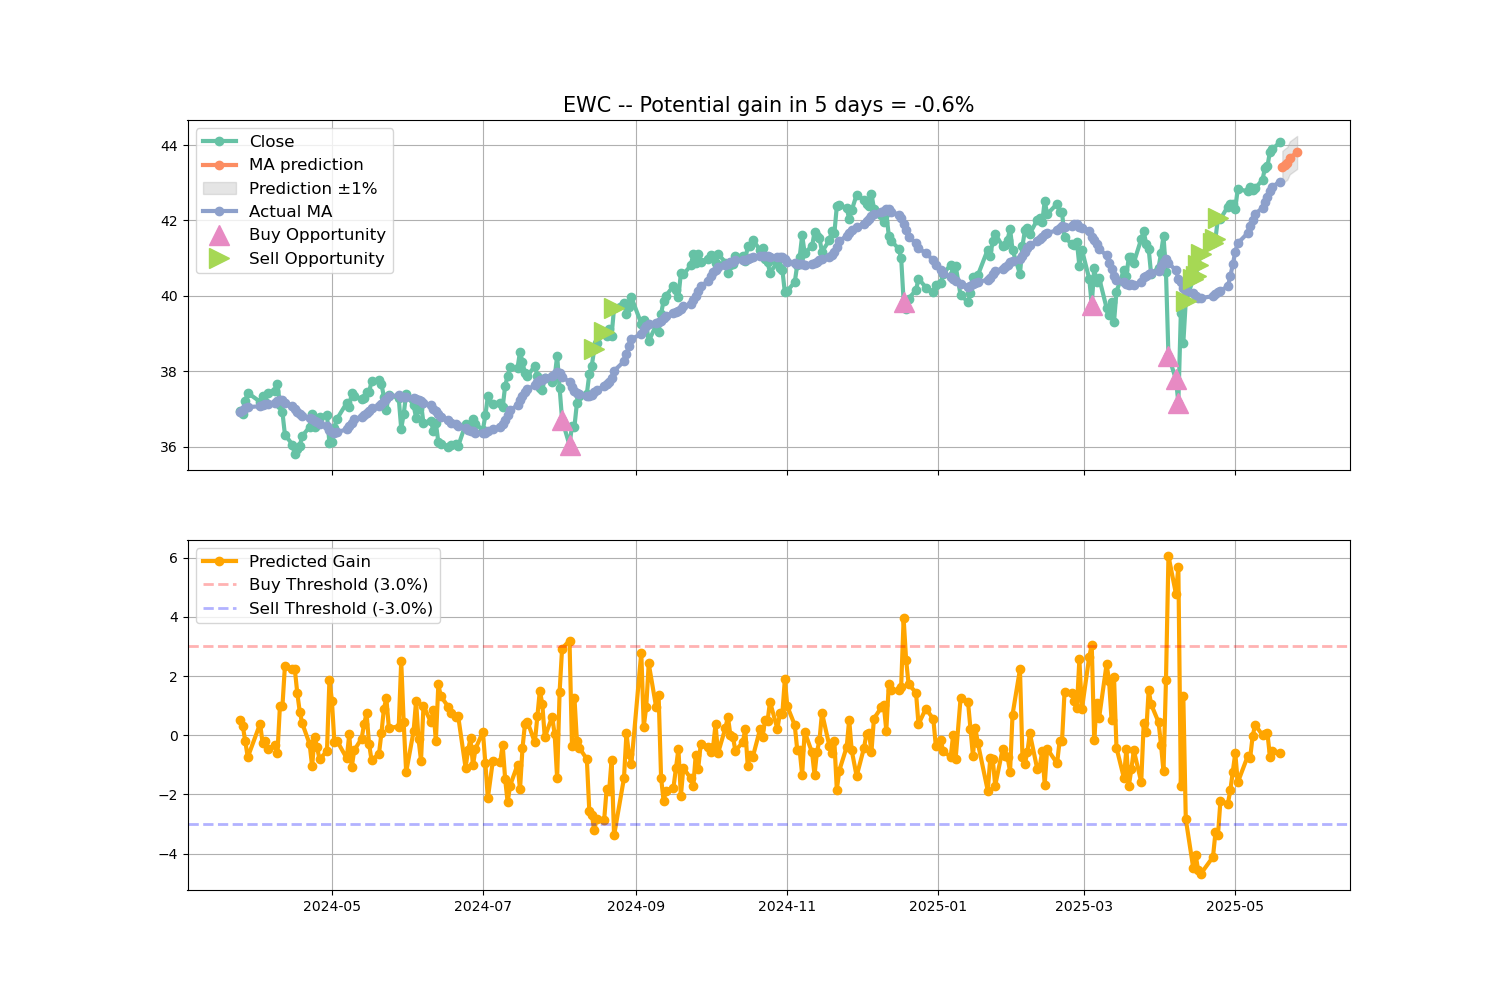 EWC -- Potential gain in 5 days = -0.6%
Close
MA prediction
Prediction ±1%
Actual MA
Buy Opportunity
Sell Opportunity
44
42
40
38
36
Predicted Gain
Buy Threshold (3.0%)
Sell Threshold (-3.0%)
6
4
2
0
−2
−4
2024-05 2024-07 2024-09 2024-11 2025-01 2025-03 2025-05